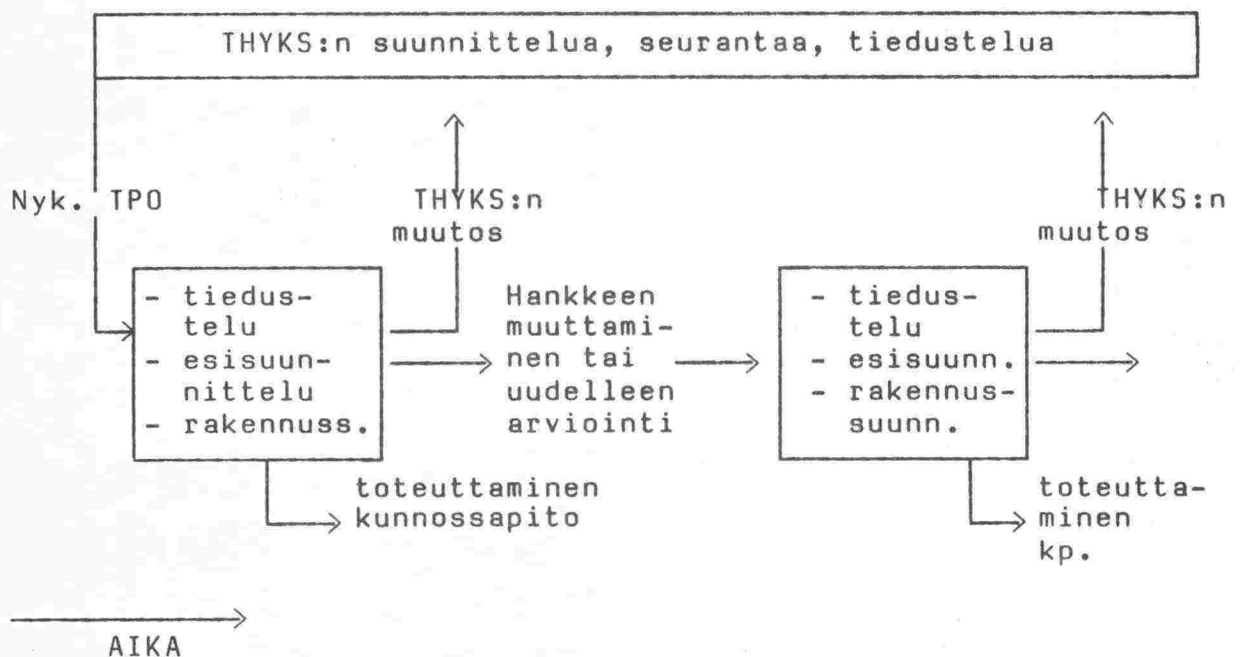 THYKS:n suunnittelua, seurantaa, tiedustelua
Nyk. TPO
THYKS:n
muutos
THYKS:n
muutos
- tiedus-
telu
- esisuun-
nittelu
- rakennuss.
Hankkeen
muuttami-
nen tai
uudelleen
arviointi
- tiedus-
telu
- esisuunn.
- rakennus-
suunn.
toteuttaminen
kunnossapito
toteutta-
minen
kp.
AIKA